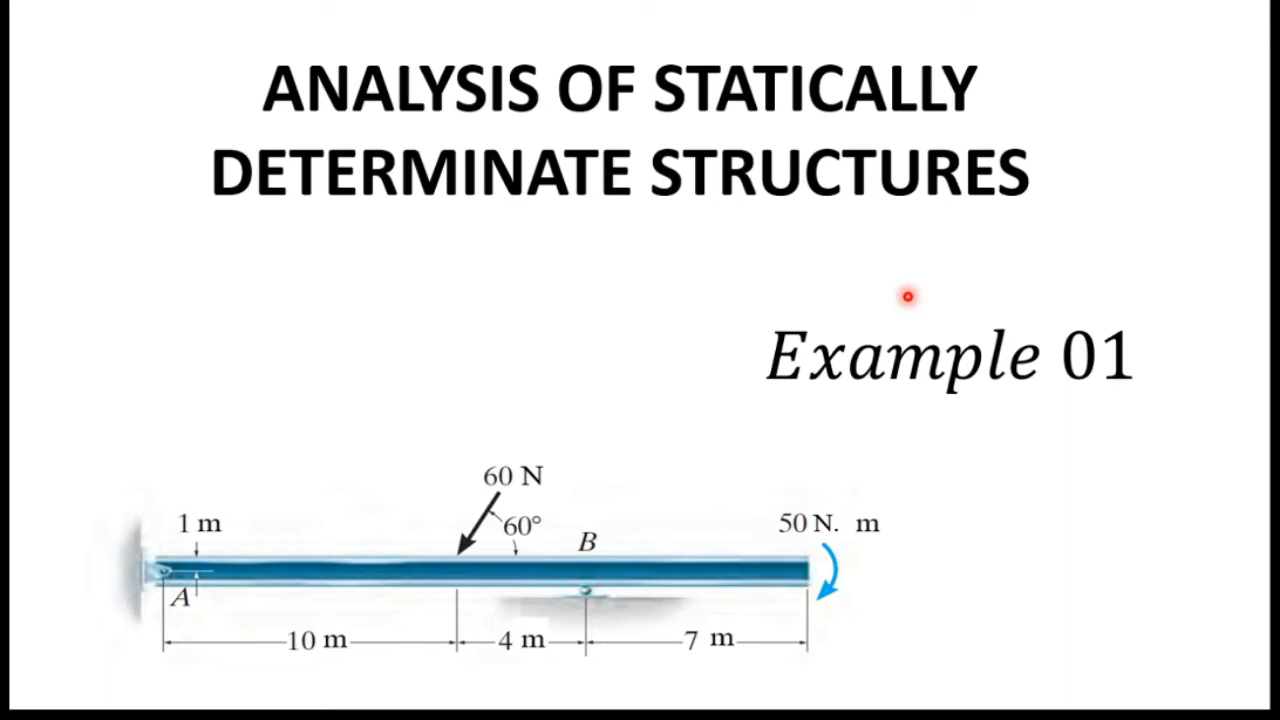 ANALYSIS OF STATICALLY
DETERMINATE STRUCTURES
Example 01
60 N
1 m
60°
50 N. m
B
A
10 m
4 m
7 m